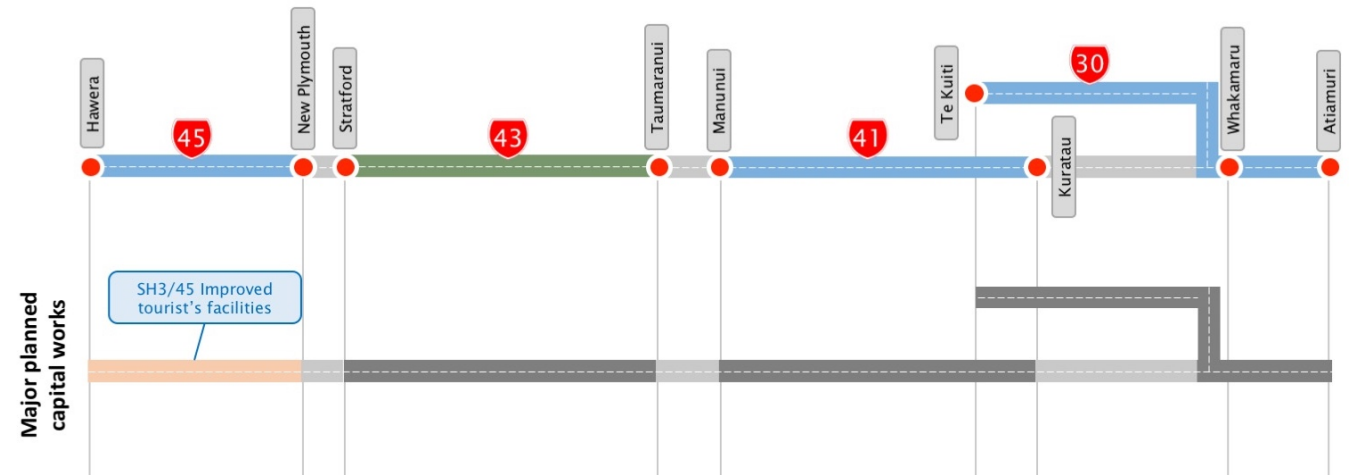 Hawera
New Plymouth
Stratford
Taumaranui
Manunui
Te Kuiti
Kuratau
Whakamaru
Atiamuri
45
43
41
30
SH3/45 Improved
tourist's facilities
Major planned
capital works